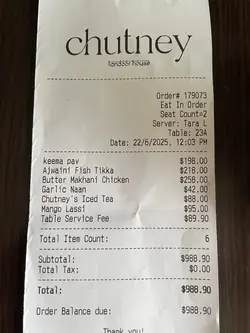 chutney
tandoor house
Order# 179073
Eat In Order
Seat Count=2
Server: Tara L
Table: 23A
Date: 22/6/2025, 12:03 PM
keema pav $198.00
Ajwaini Fish Tikka $218.00
Butter Makhani Chicken $258.00
Garlic Naan $42.00
Chutney's Iced Tea $88.00
Mango Lassi $95.00
Table Service Fee $89.90
Total Item Count: 6
Subtotal: $988.90
Total Tax: $0.00
Total: $988.90
Order Balance due: $988.90
Thank you!